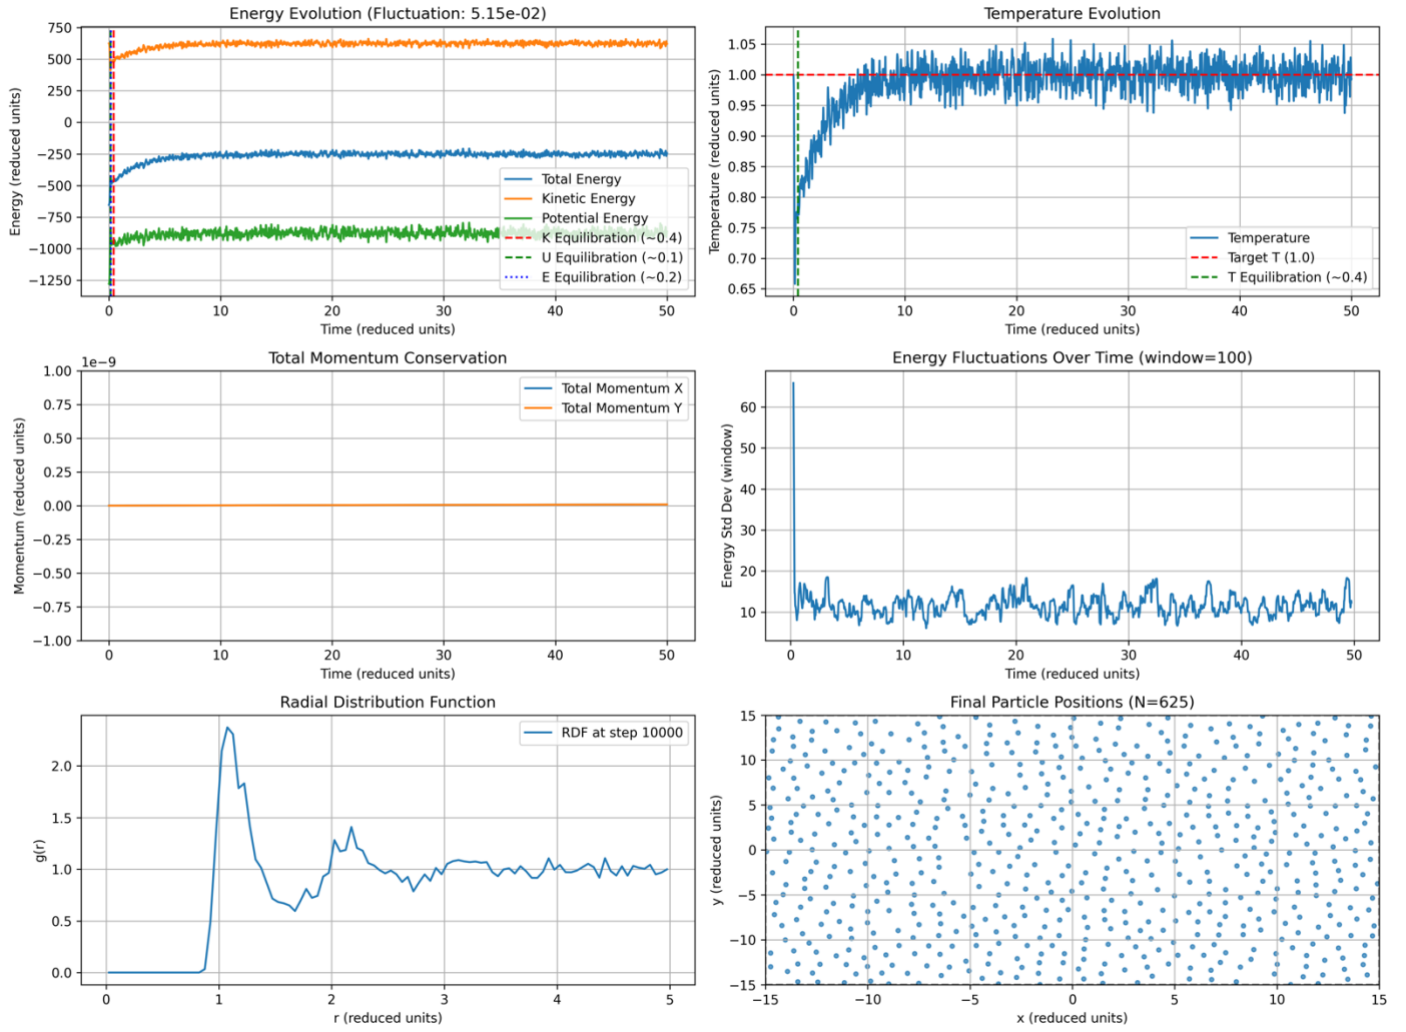 Energy Evolution (Fluctuation: 5.15e-02)
Energy (reduced units)
750
500
250
0
−250
−500
−750
−1000
−1250
Total Energy
Kinetic Energy
Potential Energy
K Equilibration (~0.4)
U Equilibration (~0.1)
E Equilibration (~0.2)
0 10 20 30 40 50
Time (reduced units)
Temperature Evolution
Temperature (reduced units)
1.05
1.00
0.95
0.90
0.85
0.80
0.75
0.70
0.65
Temperature
Target T (1.0)
T Equilibration (~0.4)
0 10 20 30 40 50
Time (reduced units)
Total Momentum Conservation
1e−9
Momentum (reduced units)
1.00
0.75
0.50
0.25
0.00
−0.25
−0.50
−0.75
−1.00
Total Momentum X
Total Momentum Y
0 10 20 30 40 50
Time (reduced units)
Energy Fluctuations Over Time (window=100)
Energy Std Dev (window)
60
50
40
30
20
10
0 10 20 30 40 50
Time (reduced units)
Radial Distribution Function
g(r)
2.0
1.5
1.0
0.5
0.0
RDF at step 10000
0 1 2 3 4 5
r (reduced units)
Final Particle Positions (N=625)
y (reduced units)
15
10
5
0
−5
−10
−15
−15 −10 −5 0 5 10 15
x (reduced units)